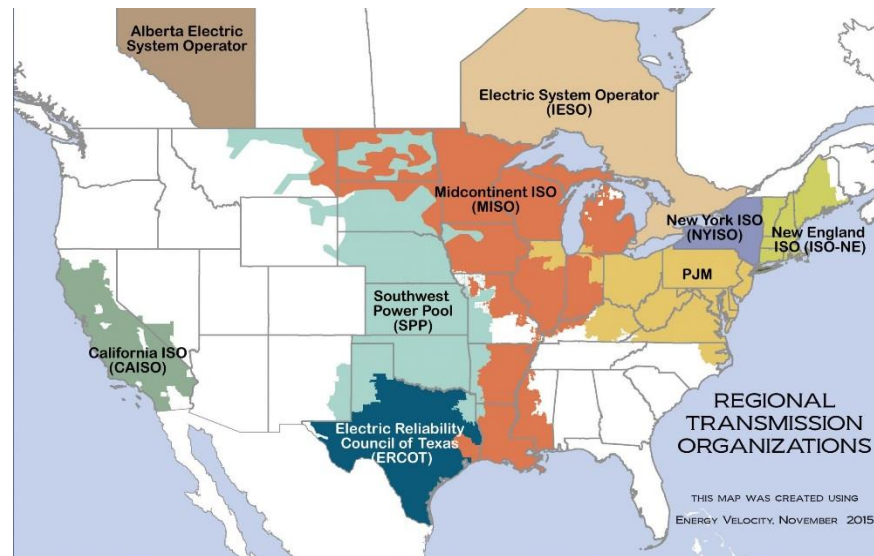 Alberta Electric
System Operator
Electric System Operator
(IESO)
Midcontinent ISO
(MISO)
New York ISO
(NYISO)
New England
ISO (ISO-NE)
PJM
Southwest
Power Pool
(SPP)
California ISO
(CAISO)
Electric Reliability
Council of Texas
(ERCOT)
REGIONAL
TRANSMISSION
ORGANIZATIONS
THIS MAP WAS CREATED USING
ENERGY VELOCITY, NOVEMBER 2015